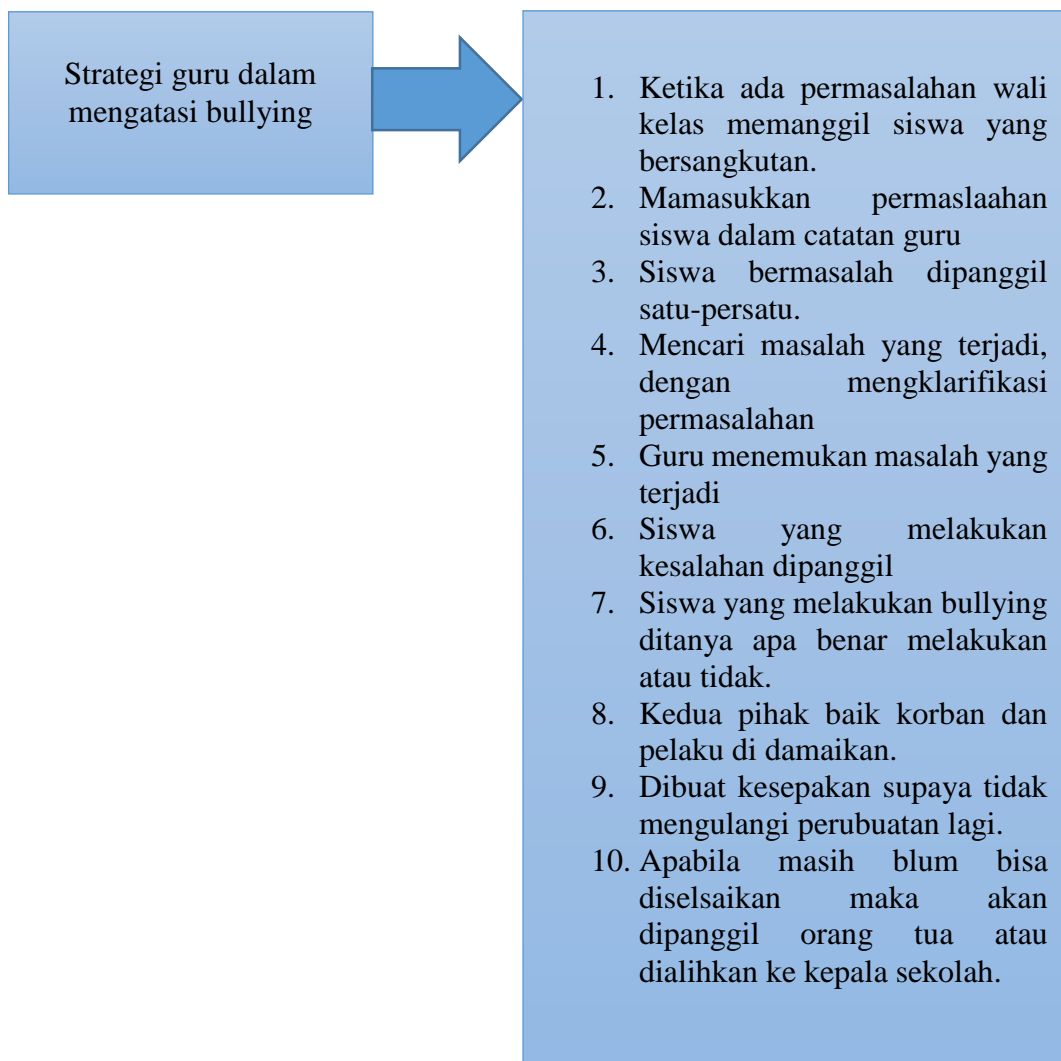 Strategi guru dalam
mengatasi bullying
1. Ketika ada permasalahan wali
kelas memanggil siswa yang
bersangkutan.
2. Mamasukkan permaslaahan
siswa dalam catatan guru
3. Siswa bermasalah dipanggil
satu-persatu.
4. Mencari masalah yang terjadi,
dengan mengklarifikasi
permasalahan
5. Guru menemukan masalah yang
terjadi
6. Siswa yang melakukan
kesalahan dipanggil
7. Siswa yang melakukan bullying
ditanya apa benar melakukan
atau tidak.
8. Kedua pihak baik korban dan
pelaku di damaikan.
9. Dibuat kesepakan supaya tidak
mengulangi perubuatan lagi.
10. Apabila masih blum bisa
diselsaikan maka akan
dipanggil orang tua atau
dialihkan ke kepala sekolah.